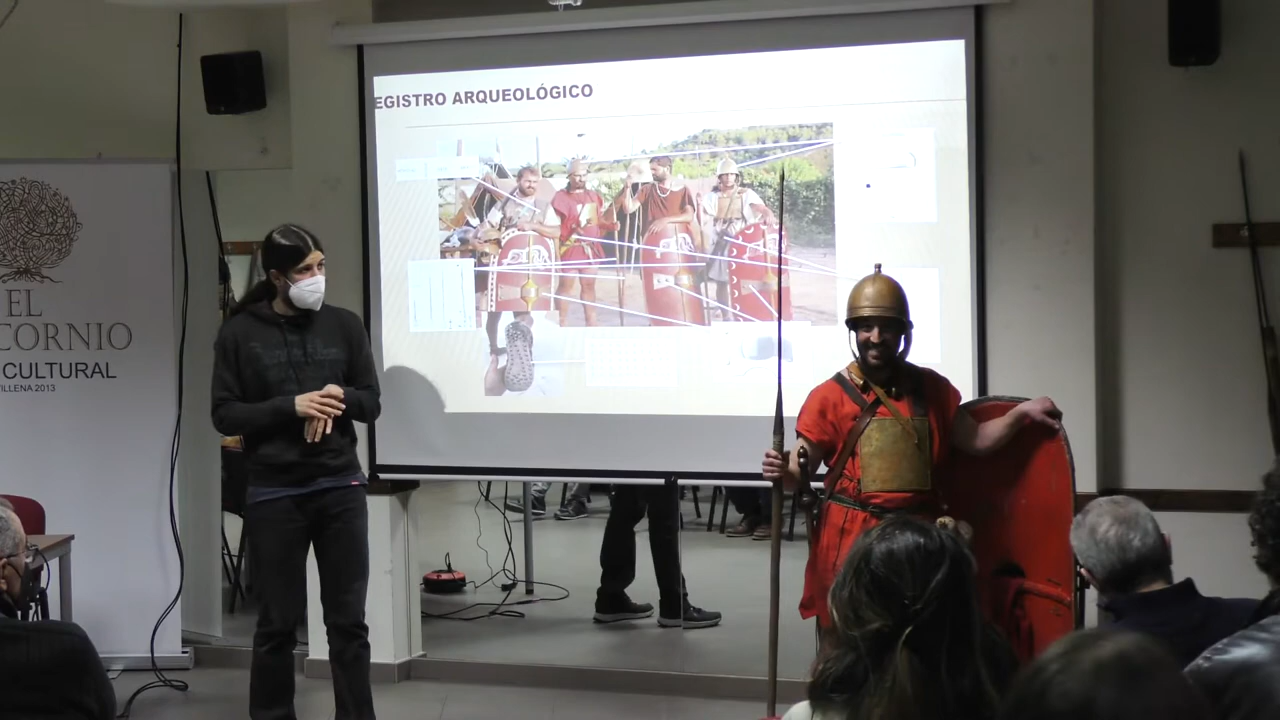 EGISTRO ARQUEOLÓGICO
EL
CORNIO
CULTURAL
VILLENA 2013